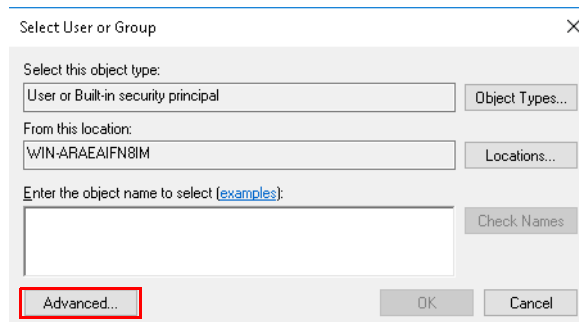 Select User or Group
Select this object type:
User or Built-in security principal
Object Types...
From this location:
WIN-ARAEAIFN8IM
Locations...
Enter the object name to select (examples):
Check Names
Advanced...
OK
Cancel